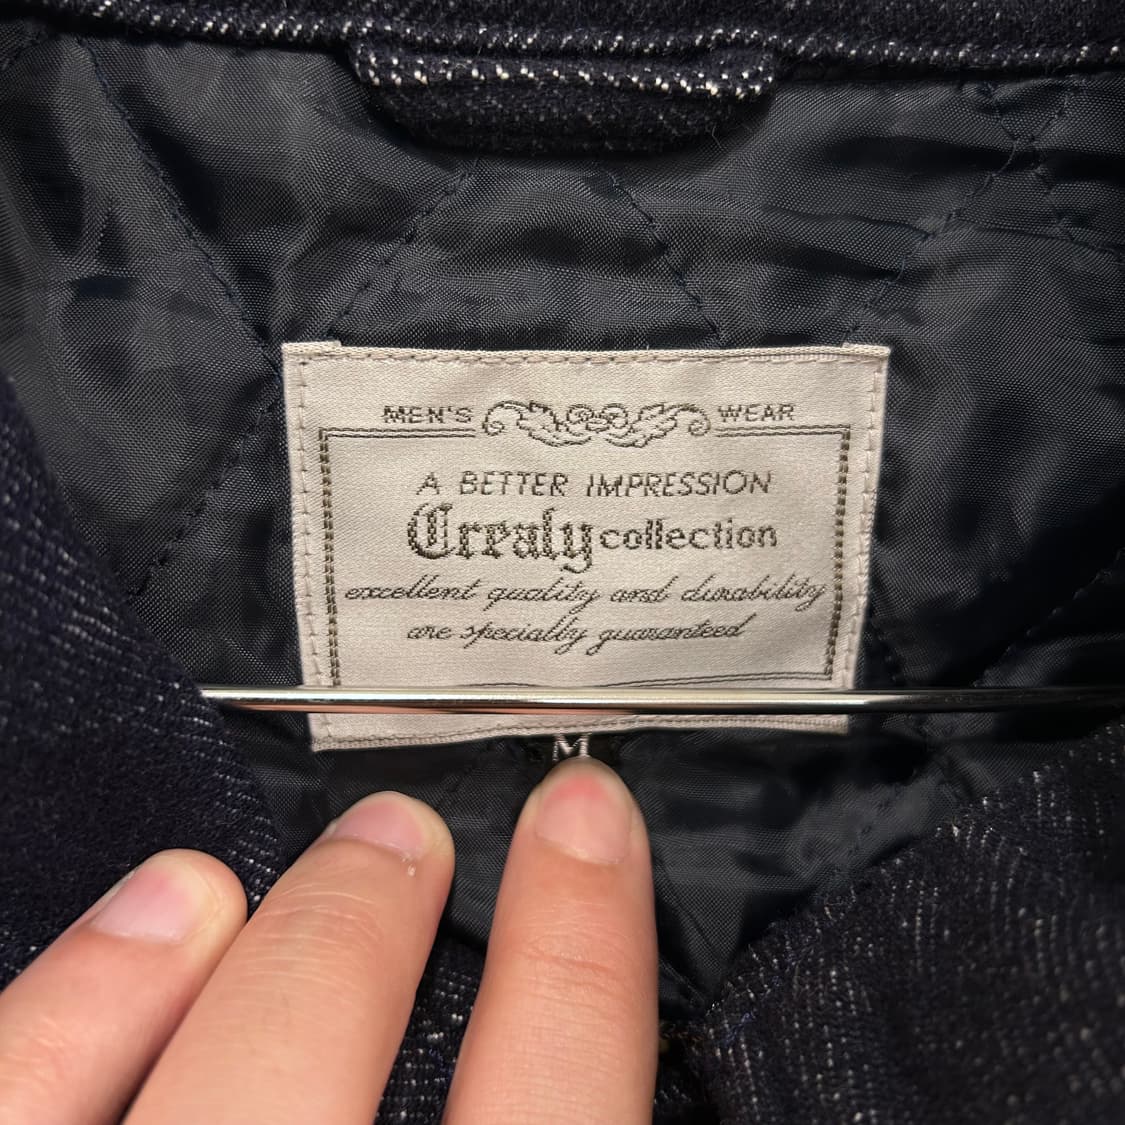 MEN'S WEAR
A BETTER IMPRESSION
Crealy collection
excellent quality and durability
are specially guaranteed
M